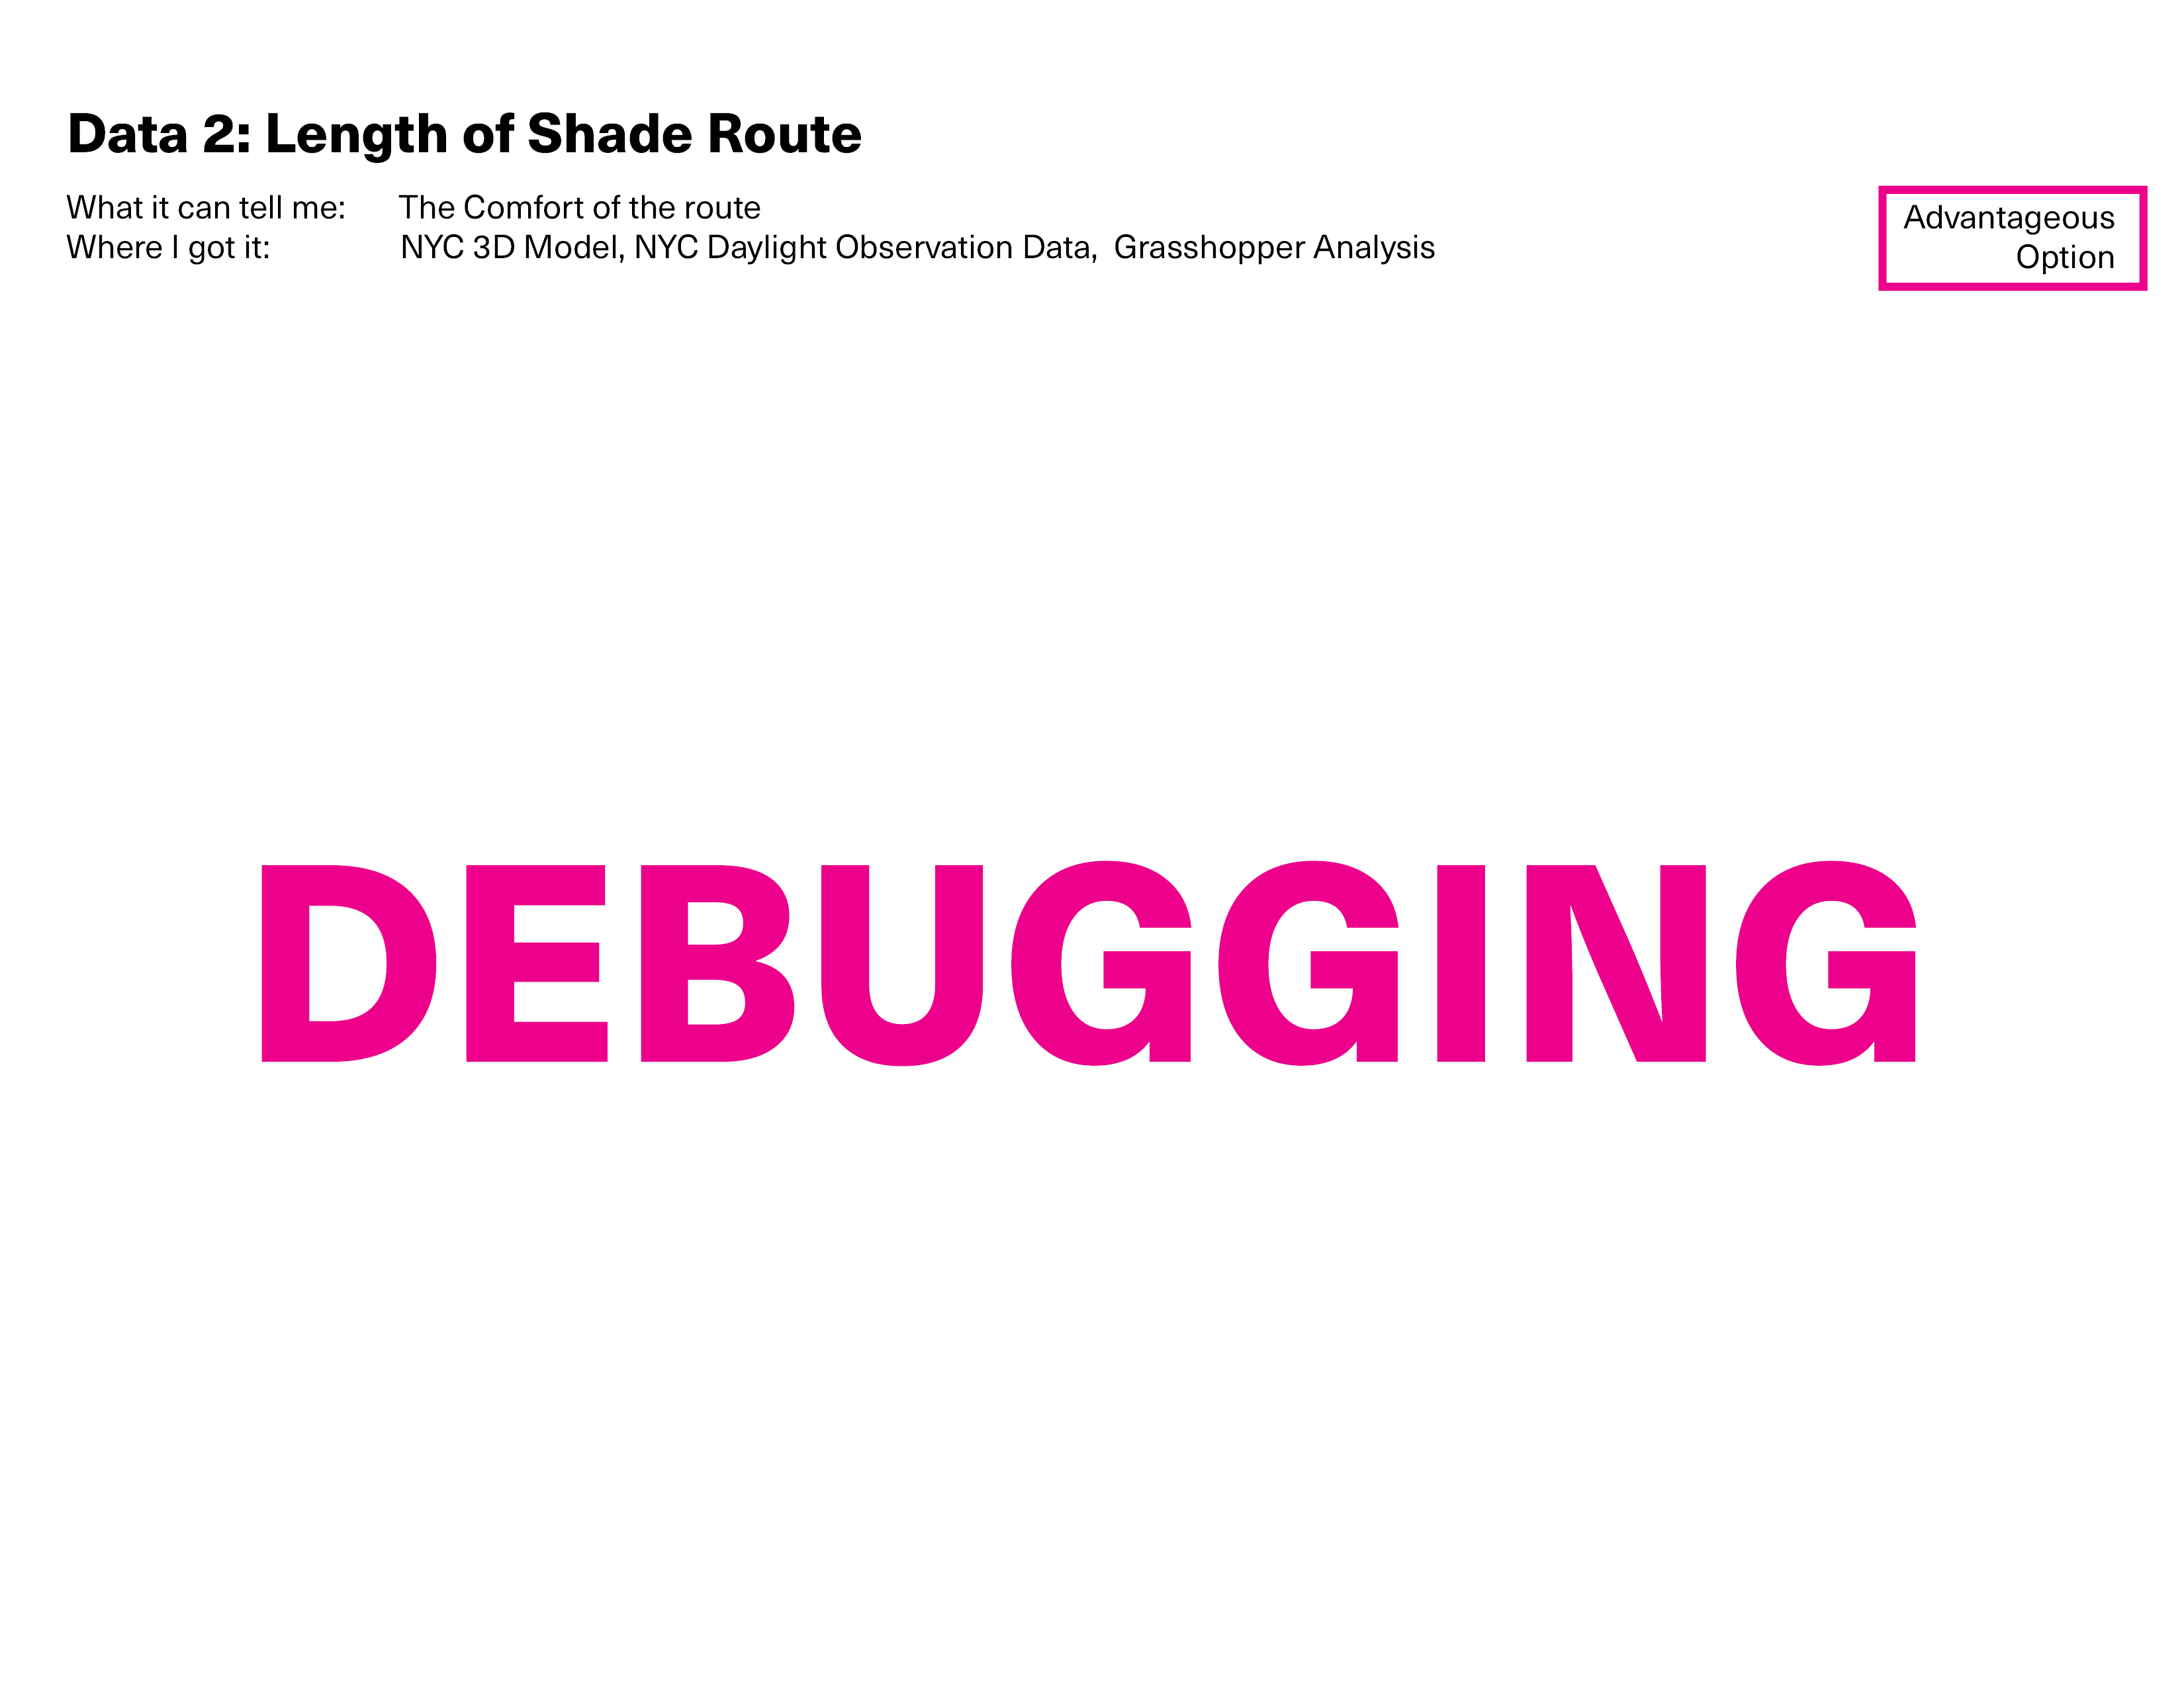 Data 2: Length of Shade Route
What it can tell me: The Comfort of the route
Where I got it: NYC 3D Model, NYC Daylight Observation Data, Grasshopper Analysis
Advantageous
Option
DEBUGGING